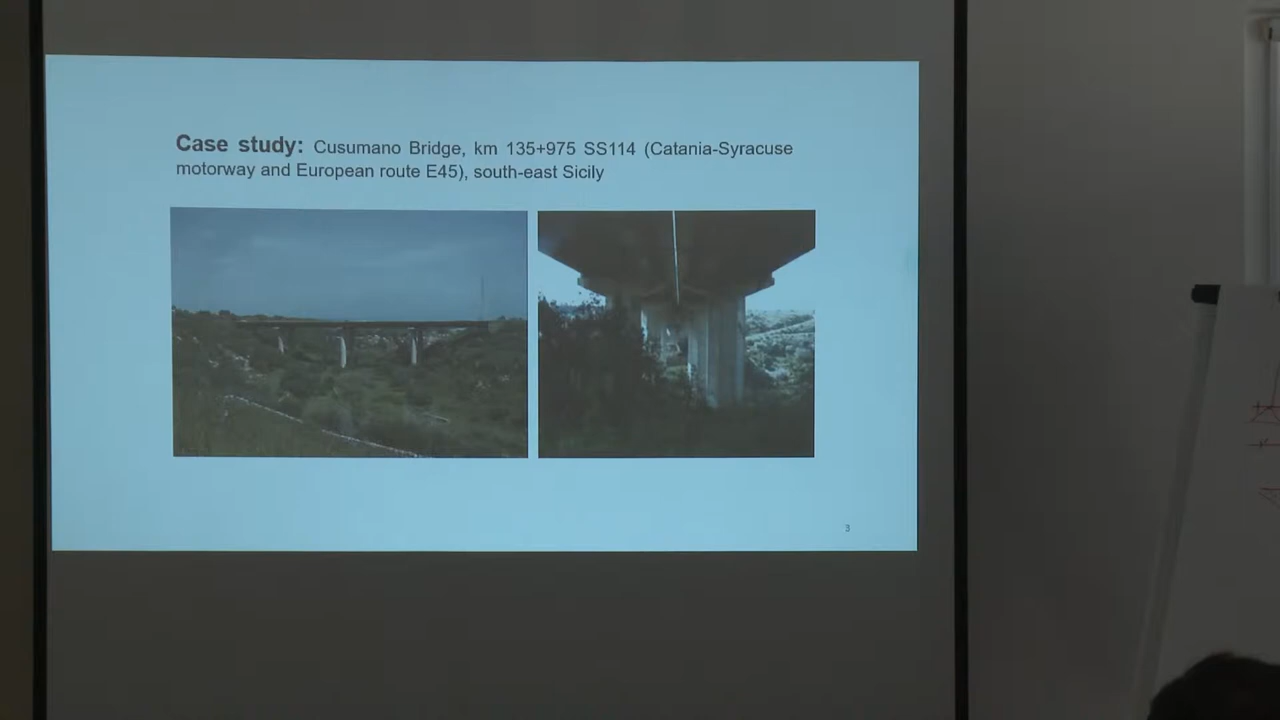 Case study: Cusumano Bridge, km 135+975 SS114 (Catania-Syracuse
motorway and European route E45), south-east Sicily
3